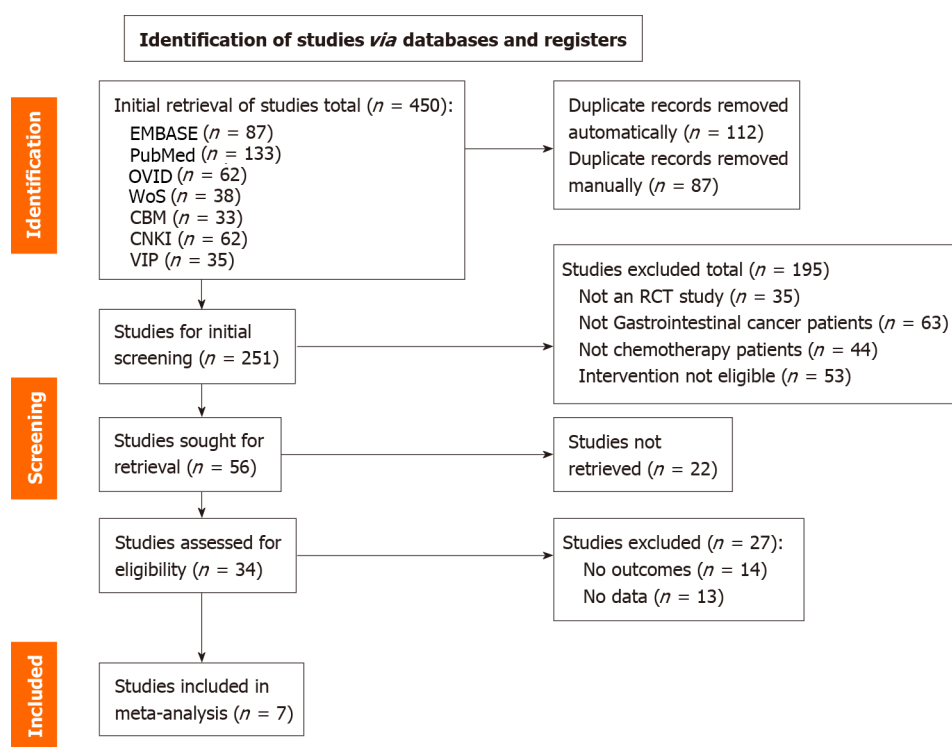 Identification of studies via databases and registers
Identification
Initial retrieval of studies total (n = 450):
EMBASE (n = 87)
PubMed (n = 133)
OVID (n = 62)
WoS (n = 38)
CBM (n = 33)
CNKI (n = 62)
VIP (n = 35)
Duplicate records removed
automatically (n = 112)
Duplicate records removed
manually (n = 87)
Studies for initial
screening (n = 251)
Studies excluded total (n = 195)
Not an RCT study (n = 35)
Not Gastrointestinal cancer patients (n = 63)
Not chemotherapy patients (n = 44)
Intervention not eligible (n = 53)
Screening
Studies sought for
retrieval (n = 56)
Studies not
retrieved (n = 22)
Studies assessed for
eligibility (n = 34)
Studies excluded (n = 27):
No outcomes (n = 14)
No data (n = 13)
Included
Studies included in
meta-analysis (n = 7)